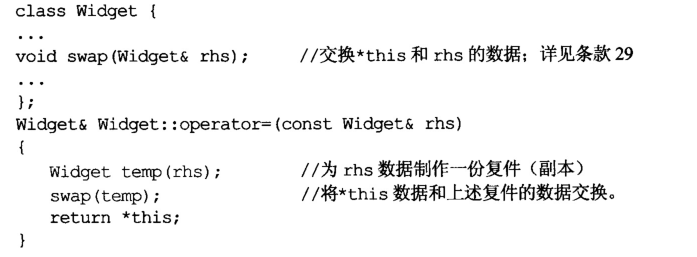 class Widget {
...
void swap(Widget& rhs);    //交换*this 和 rhs 的数据；详见条款 29
...
};
Widget& Widget::operator=(const Widget& rhs)
{
    Widget temp(rhs);    //为 rhs 数据制作一份复件（副本）
    swap(temp);    //将*this 数据和上述复件的数据交换。
    return *this;
}